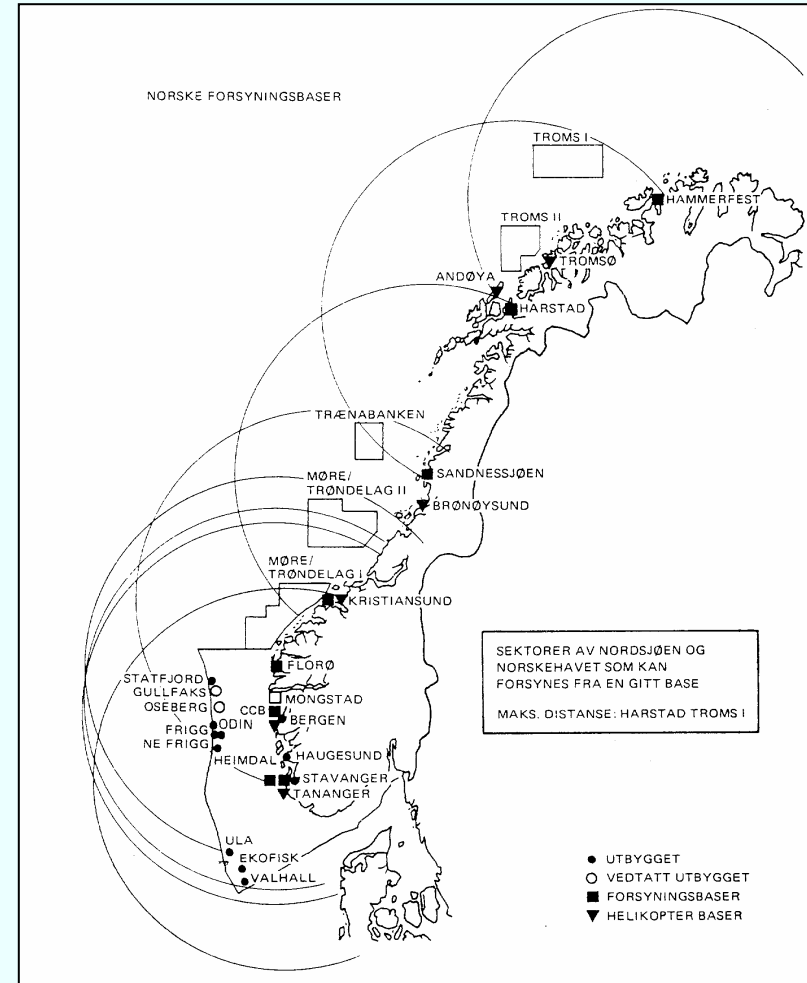 NORSKE FORSYNINGSBASER
TROMS I
HAMMERFEST
TROMS II
TROMSØ
ANDØYA
HARSTAD
TRÆNABANKEN
SANDNESSJØEN
MØRE/
TRØNDELAG II
BRØNØYSUND
MØRE/
TRØNDELAG I
KRISTIANSUND
SEKTORER AV NORDSJØEN OG
NORSKEHAVET SOM KAN
FORSYNES FRA EN GITT BASE
MAKS. DISTANSE: HARSTAD TROMS I
FLORØ
STATFJORD
GULLFAKS
OSEBERG
MONGSTAD
CCB
BERGEN
ODIN
FRIGG
NE FRIGG
HEIMDAL
HAUGESUND
STAVANGER
TANANGER
ULA
EKOFISK
VALHALL
UTBYGGET
VEDTATT UTBYGGET
FORSYNINGSBASER
HELIKOPTER BASER